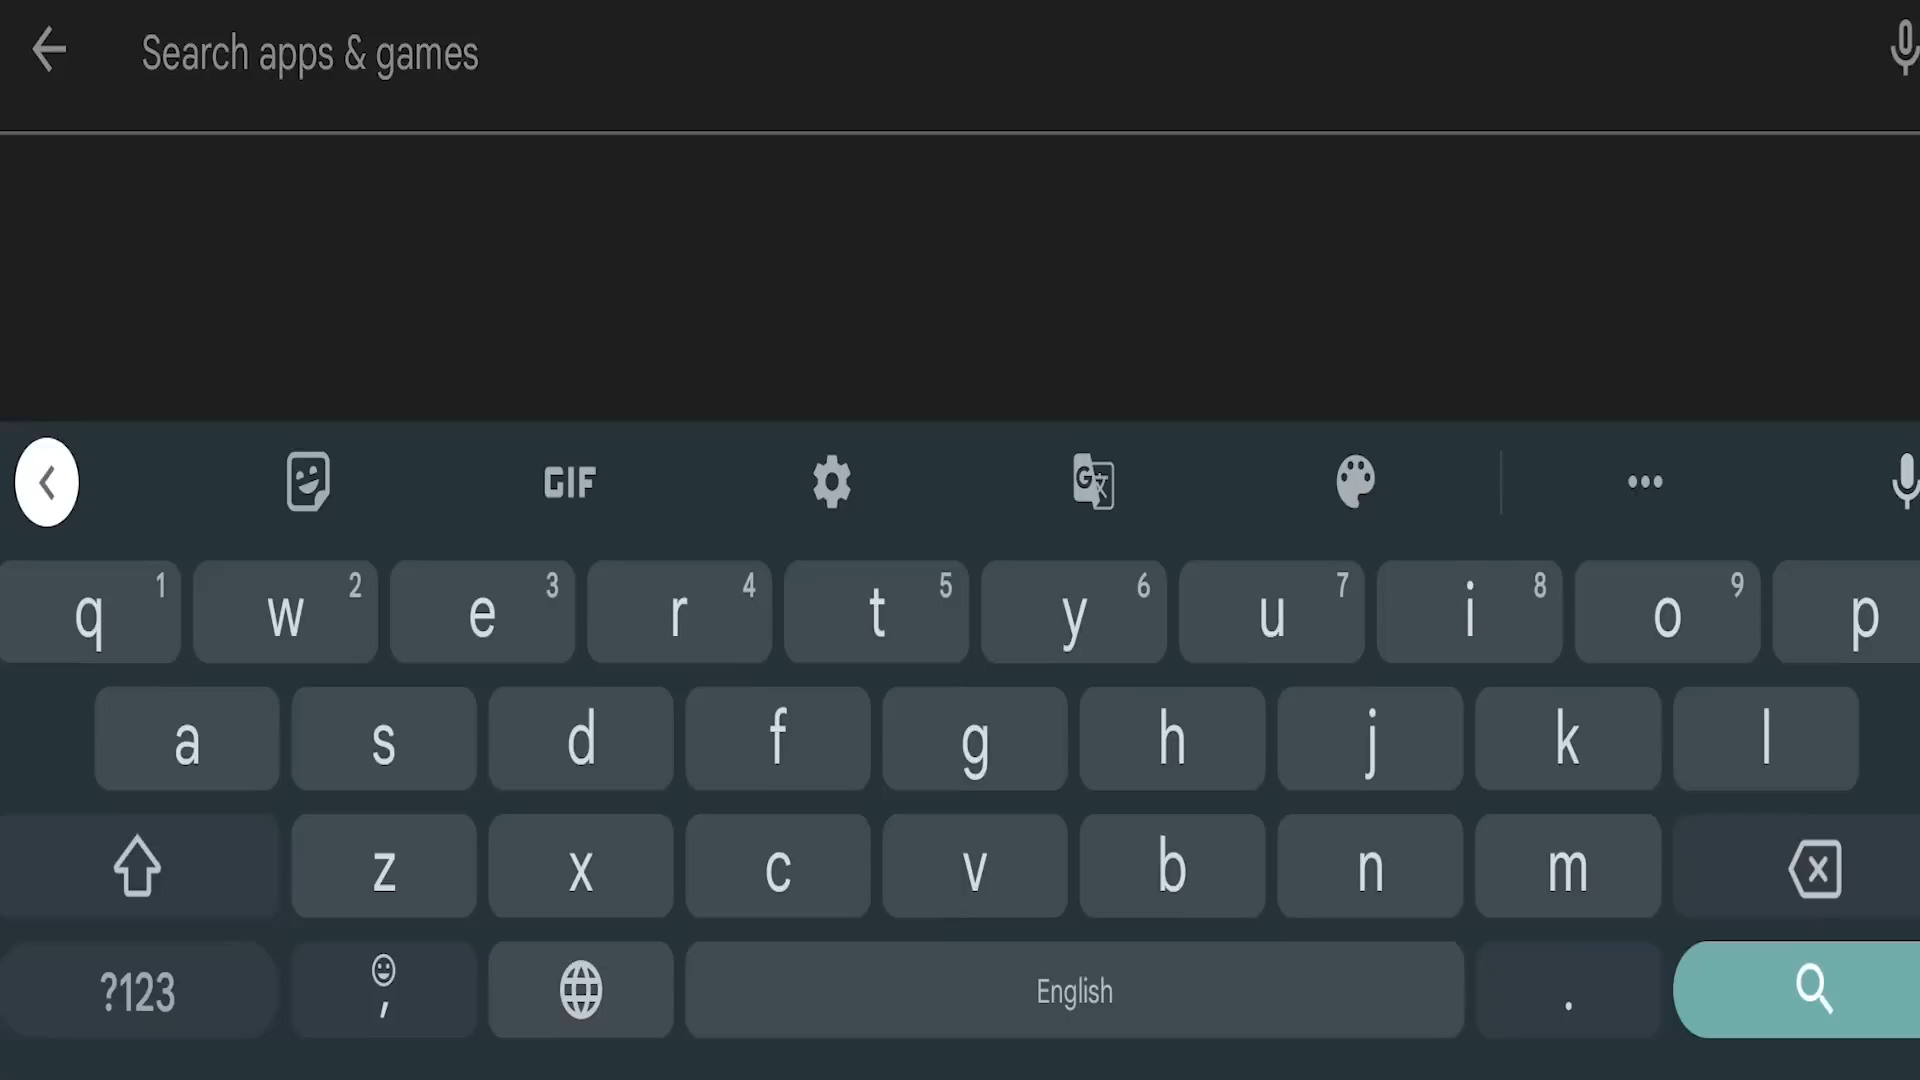 Search apps & games
GIF
q 1 w 2 e 3 r 4 t 5 y 6 u 7 i 8 o 9 p
a s d f g h j k l
z x c v b n m
?123 , English .